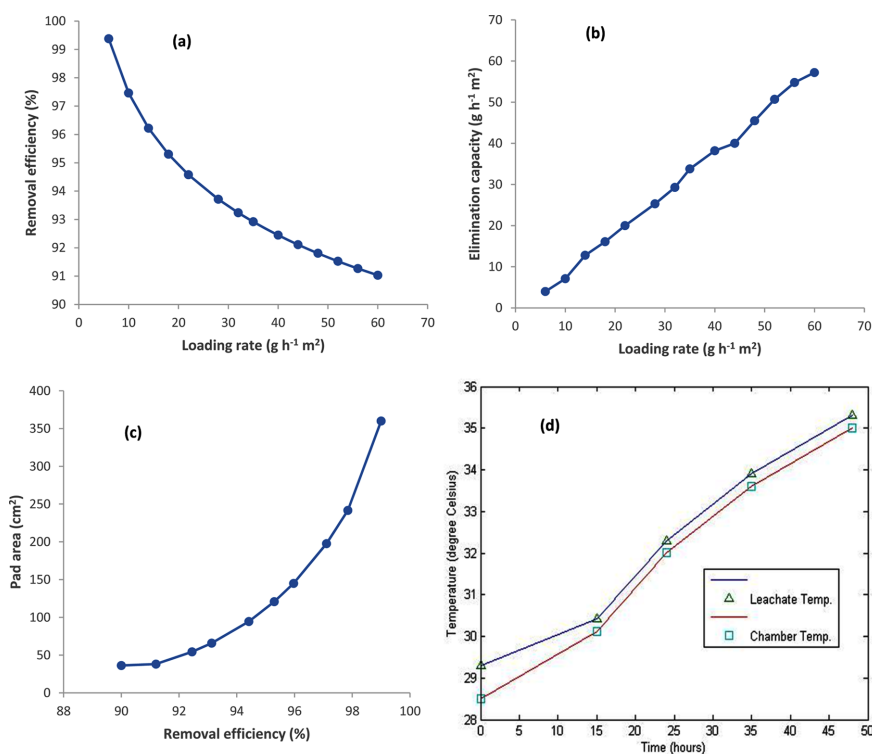 (a)
Removal efficiency (%)
100
99
98
97
96
95
94
93
92
91
90
0 10 20 30 40 50 60 70
Loading rate (g h⁻¹ m²)
(b)
Elimination capacity (g h⁻¹ m²)
70
60
50
40
30
20
10
0
0 10 20 30 40 50 60 70
Loading rate (g h⁻¹ m²)
(c)
Pad area (cm²)
400
350
300
250
200
150
100
50
0
88 90 92 94 96 98 100
Removal efficiency (%)
(d)
Temperature (degree Celsius)
36
35
34
33
32
31
30
29
28
0 5 10 15 20 25 30 35 40 45 50
Time (hours)
Leachate Temp.
Chamber Temp.